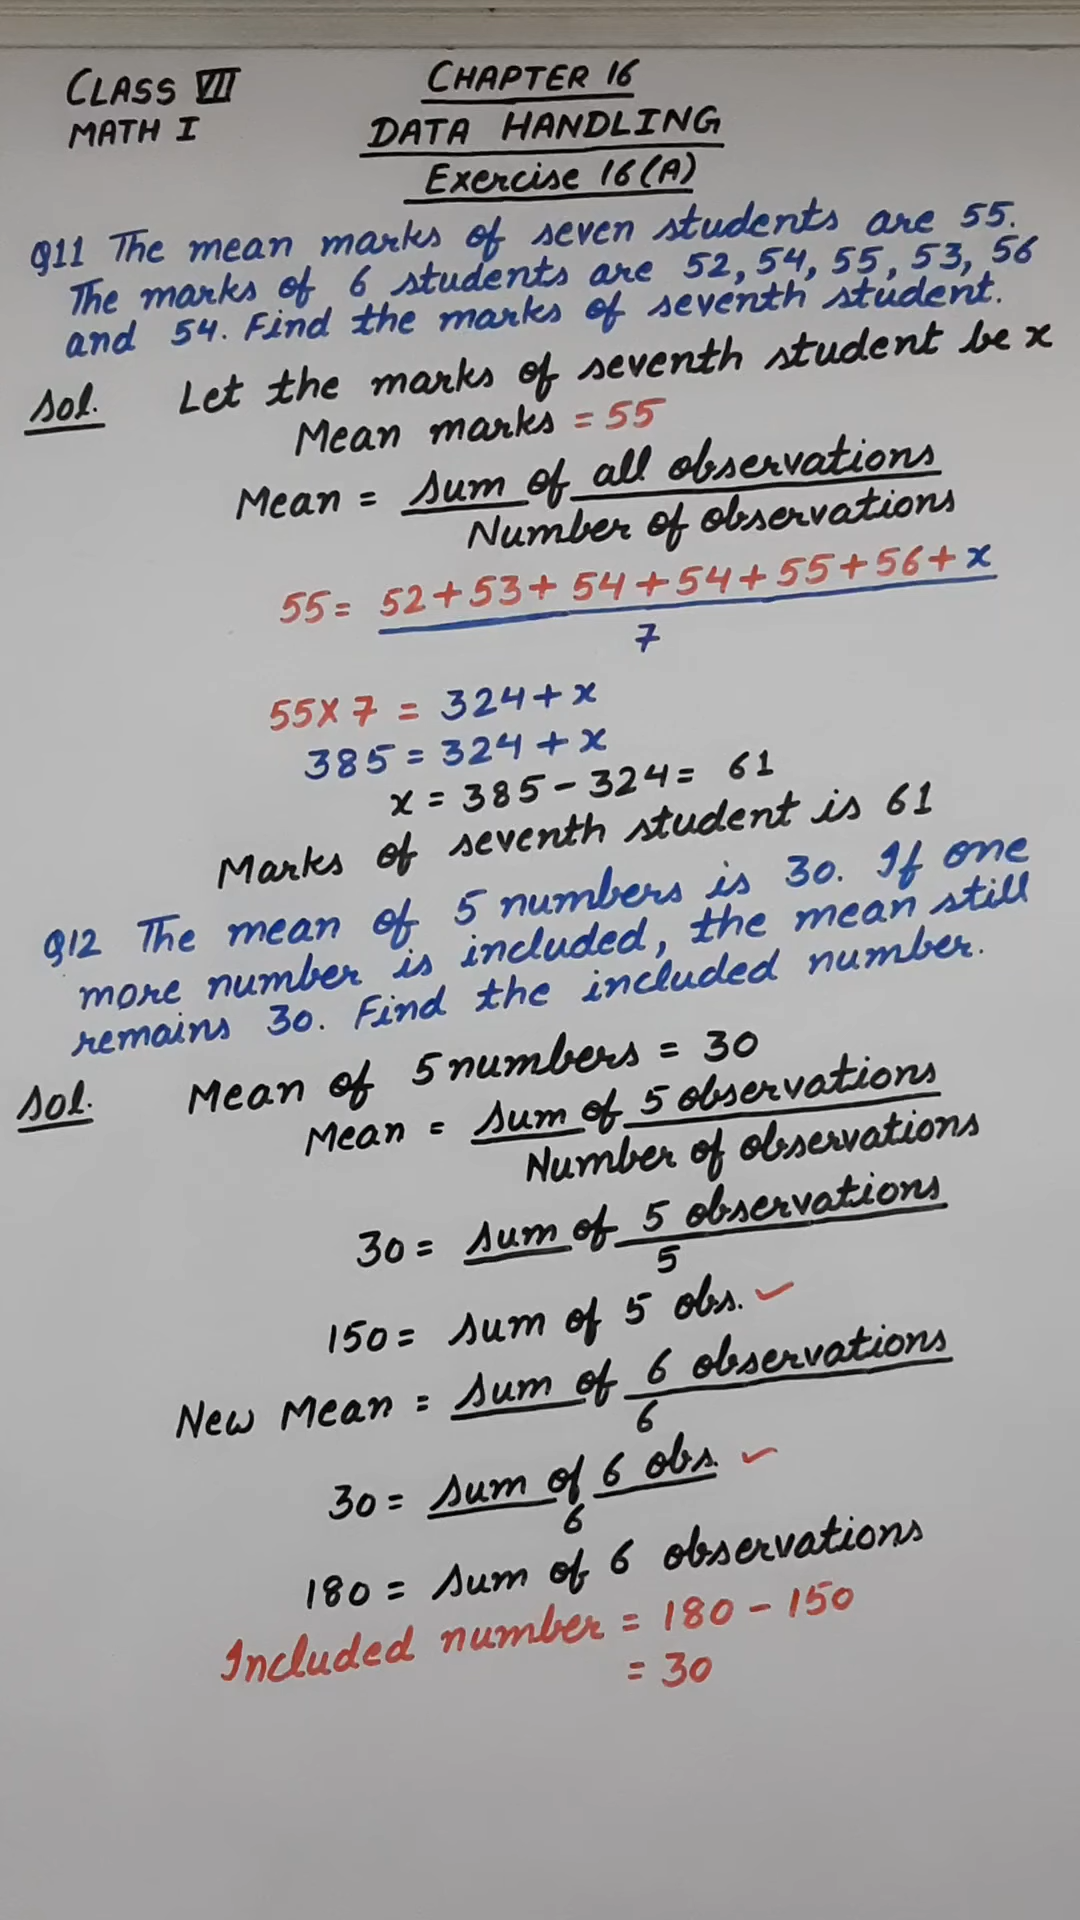 CLASS VII
MATH I
CHAPTER 16
DATA HANDLING
Exercise 16(A)
Q11 The mean marks of seven students are 55.
The marks of 6 students are 52, 54, 55, 53, 56
and 54. Find the marks of seventh student.
Sol. Let the marks of seventh student be x
Mean marks = 55
Mean = Sum of all observations
Number of observations
55 = 52+53+54+54+55+56+x
7
55×7 = 324+x
385 = 324+x
x = 385-324 = 61
Marks of seventh student is 61
Q12 The mean of 5 numbers is 30. If one
more number is included, the mean still
remains 30. Find the included number.
Sol. Mean of 5 numbers = 30
Mean = Sum of 5 observations
Number of observations
30 = Sum of 5 observations
5
150 = Sum of 5 obs. ✓
New Mean = Sum of 6 observations
6
30 = Sum of 6 obs. ✓
6
180 = Sum of 6 observations
Included number = 180-150
= 30